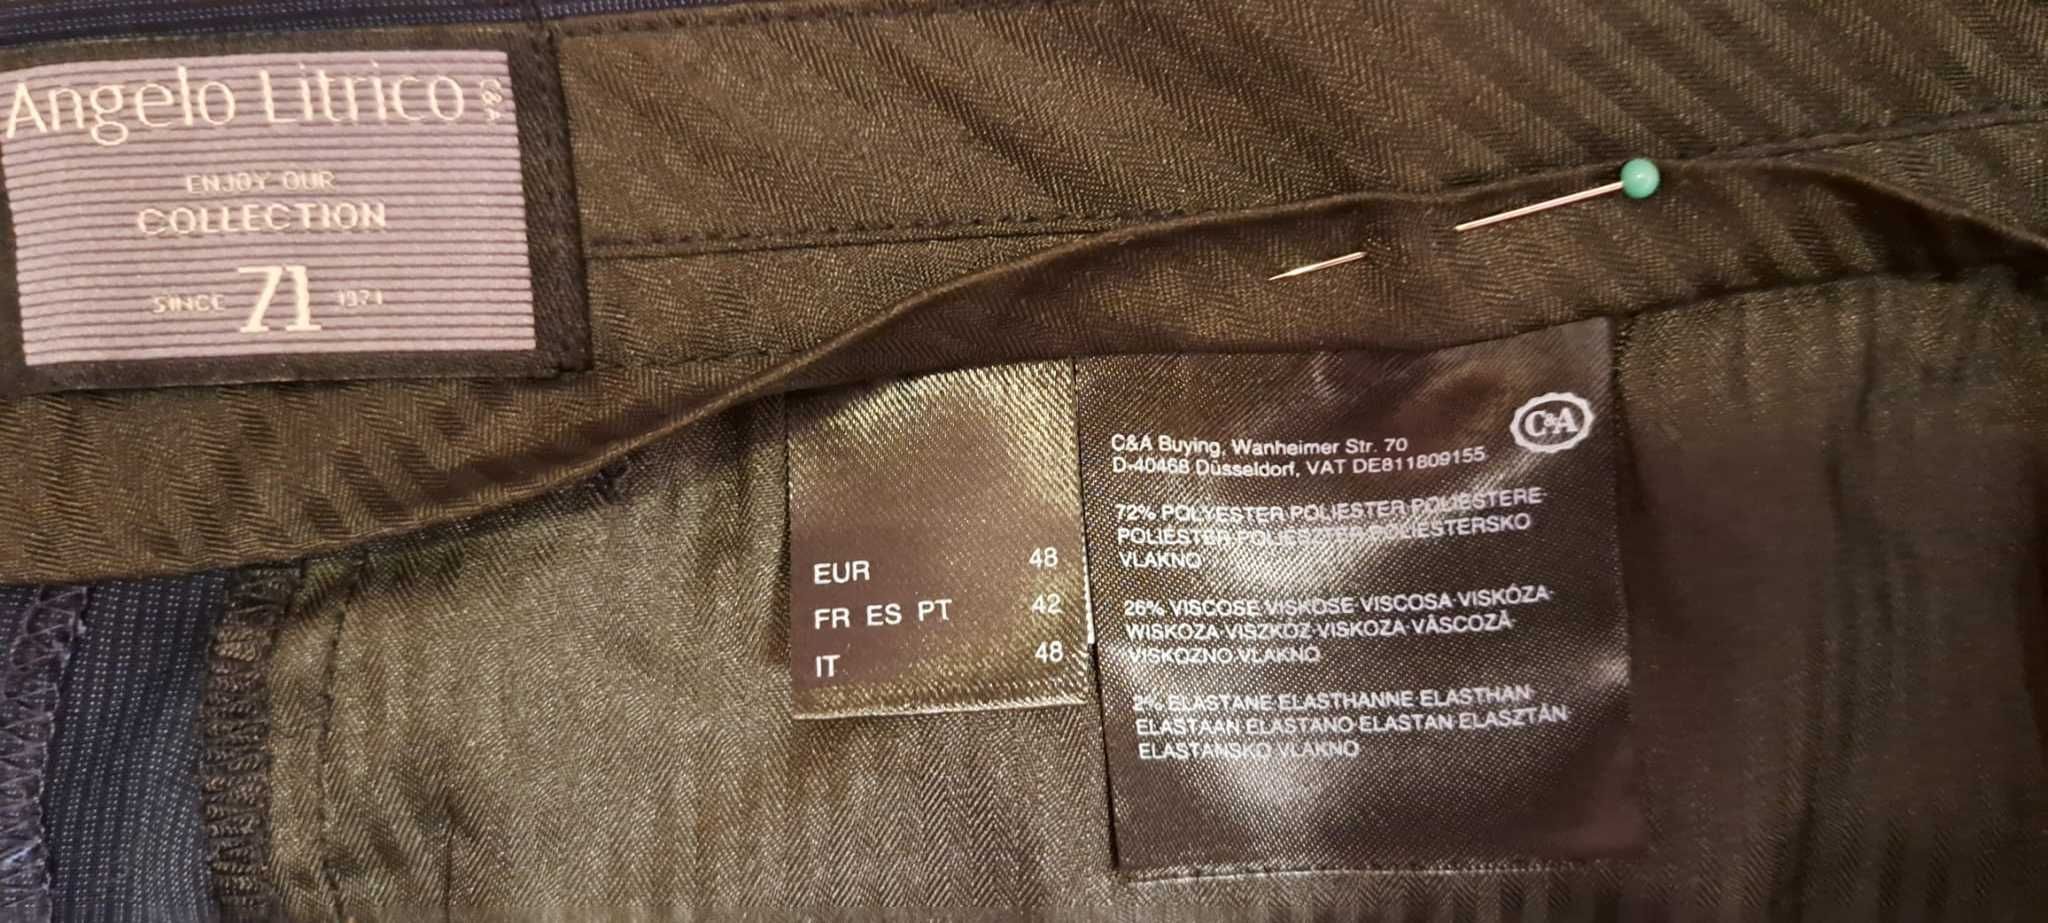 Angelo Litrico C&A
ENJOY OUR
COLLECTION
SINCE 71 1971
EUR 48
FR ES PT 42
IT 48
C&A
C&A Buying, Wanheimer Str. 70
D-40468 Düsseldorf, VAT DE811809155
72% POLYESTER·POLIESTER·POLIESTERE·
POLIESTER·POLIESZTER·POLIESTERSKO
VLAKNO
26% VISCOSE·VISKOSE·VISCOSA·VISKÓZA·
WISKOZA·VISZKÓZ·VISKOZA·VÂSCOZĂ·
VISKOZNO VLAKNO
2% ELASTANE·ELASTHANNE·ELASTHAN·
ELASTAAN·ELASTANO·ELASTAN·ELASZTÁN·
ELASTANSKO VLAKNO